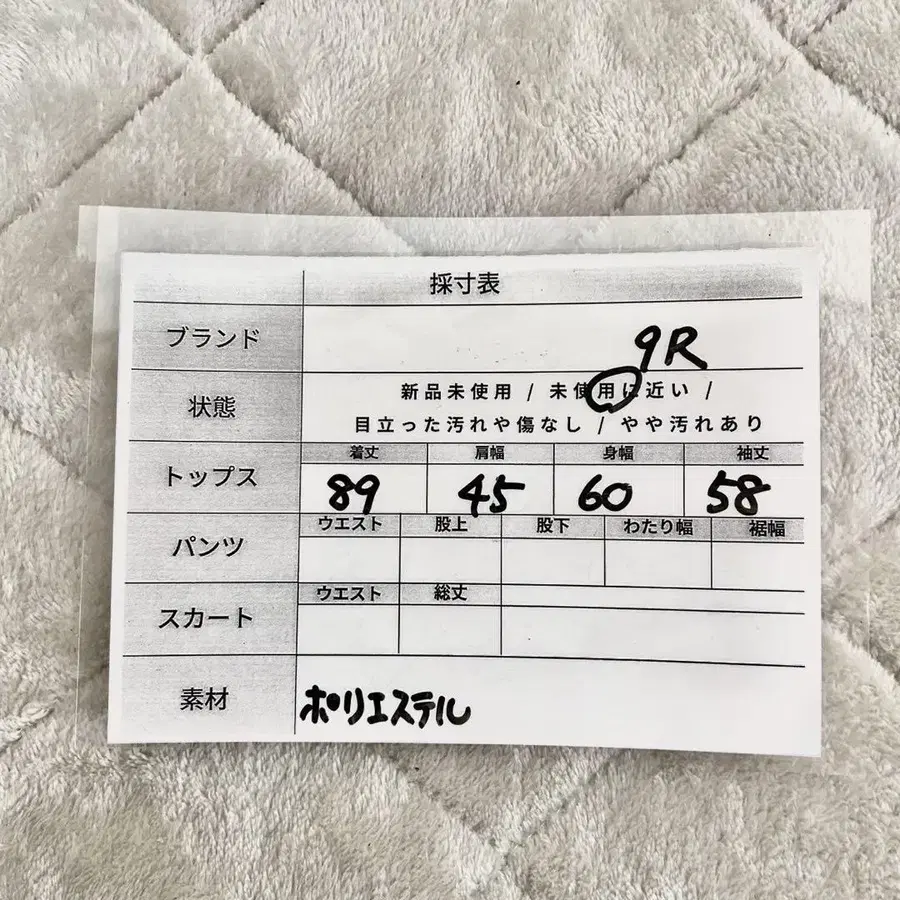 採寸表
ブランド
9R
状態
新品未使用 / 未使用に近い /
目立った汚れや傷なし / やや汚れあり
トップス
着丈 肩幅 身幅 袖丈
89 45 60 58
パンツ
ウエスト 股上 股下 わたり幅 裾幅
スカート
ウエスト 総丈
素材
ポリエステル